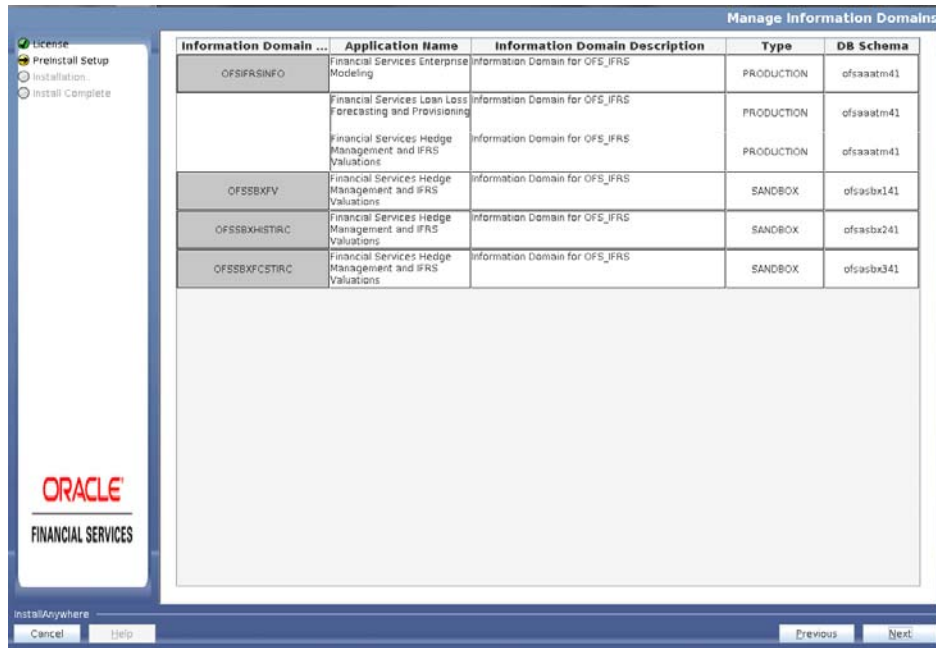 Manage Information Domains
License
Preinstall Setup
Installation..
Install Complete
Information Domain ... Application Name Information Domain Description Type DB Schema
OFSIFRSINFO Financial Services Enterprise Modeling Information Domain for OFS_IFRS PRODUCTION ofsaaatm41
Financial Services Loan Loss Forecasting and Provisioning Information Domain for OFS_IFRS PRODUCTION ofsaaatm41
Financial Services Hedge Management and IFRS Valuations Information Domain for OFS_IFRS PRODUCTION ofsaaatm41
OFSSBXFV Financial Services Hedge Management and IFRS Valuations Information Domain for OFS_IFRS SANDBOX ofsasbx141
OFSSBXHISTIRC Financial Services Hedge Management and IFRS Valuations Information Domain for OFS_IFRS SANDBOX ofsasbx241
OFSSBXFCSTIRC Financial Services Hedge Management and IFRS Valuations Information Domain for OFS_IFRS SANDBOX ofsasbx341
ORACLE
FINANCIAL SERVICES
InstallAnywhere
Cancel Help Previous Next